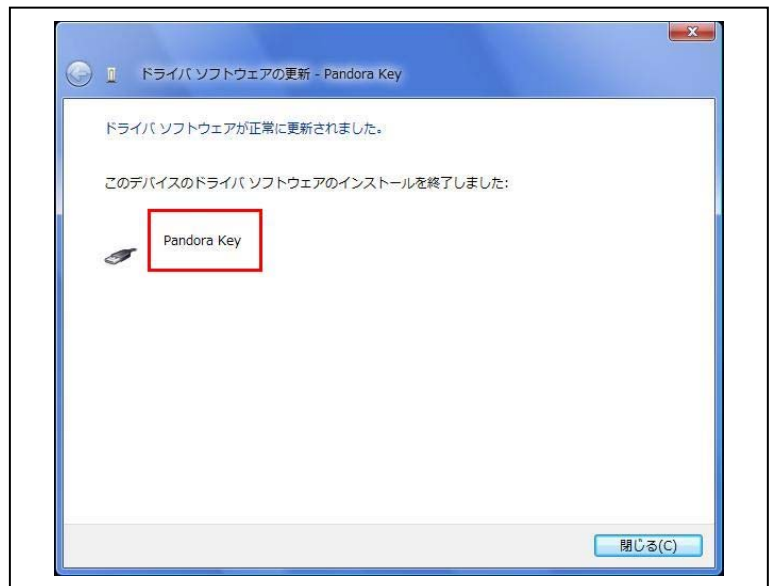 ドライバ ソフトウェアの更新 - Pandora Key
ドライバ ソフトウェアが正常に更新されました。
このデバイスのドライバ ソフトウェアのインストールを終了しました:
Pandora Key
閉じる(C)